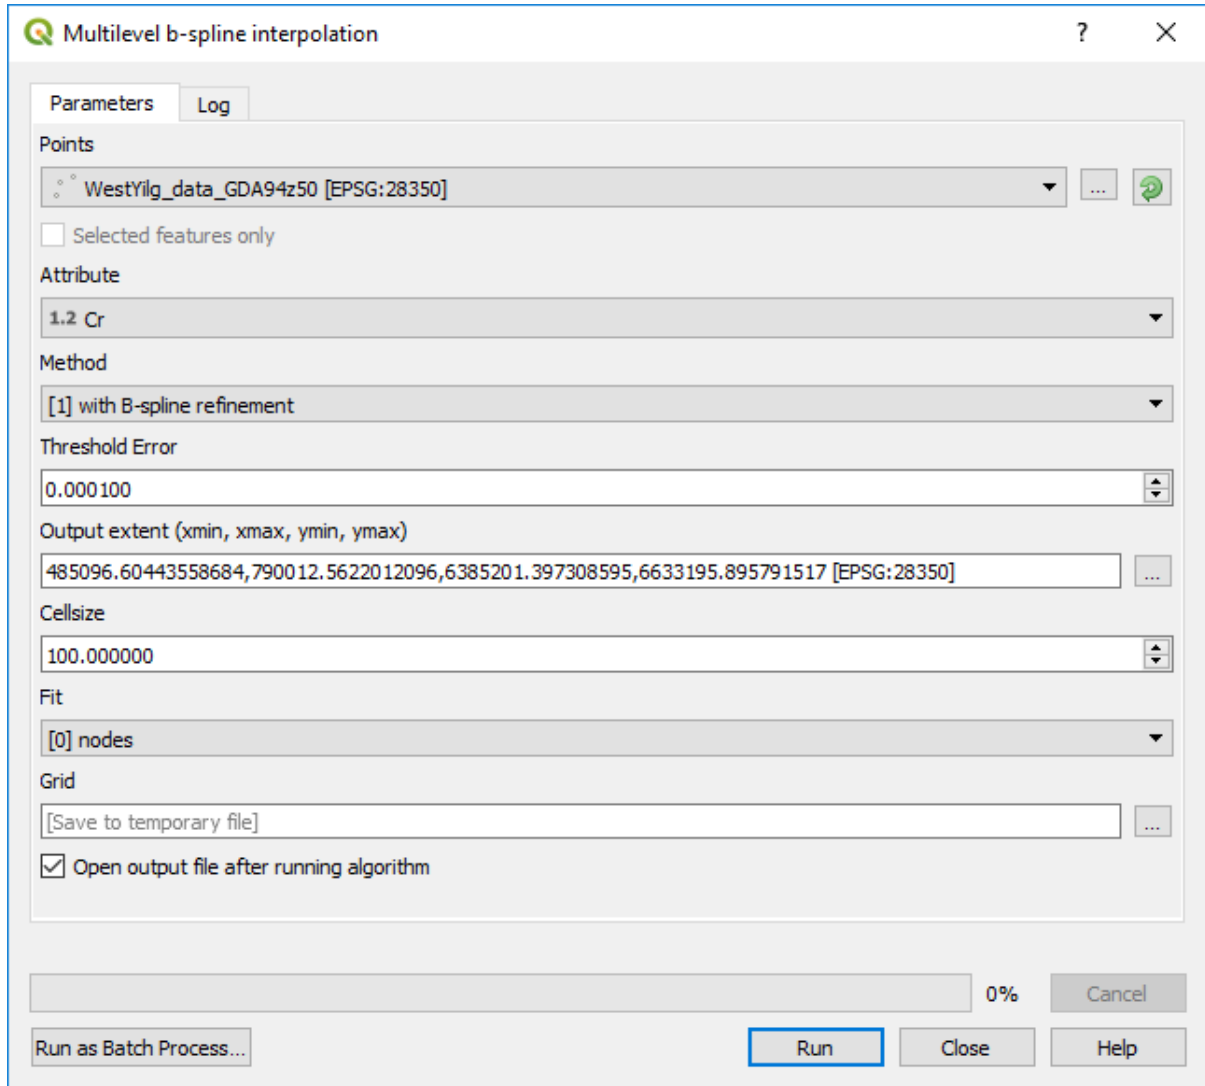 Multilevel b-spline interpolation
?
Parameters Log
Points
WestYilg_data_GDA94z50 [EPSG:28350]
...
Selected features only
Attribute
1.2 Cr
Method
[1] with B-spline refinement
Threshold Error
0.000100
Output extent (xmin, xmax, ymin, ymax)
485096.60443558684,790012.5622012096,6385201.397308595,6633195.895791517 [EPSG:28350]
...
Cellsize
100.000000
Fit
[0] nodes
Grid
[Save to temporary file]
...
Open output file after running algorithm
0% Cancel
Run as Batch Process... Run Close Help